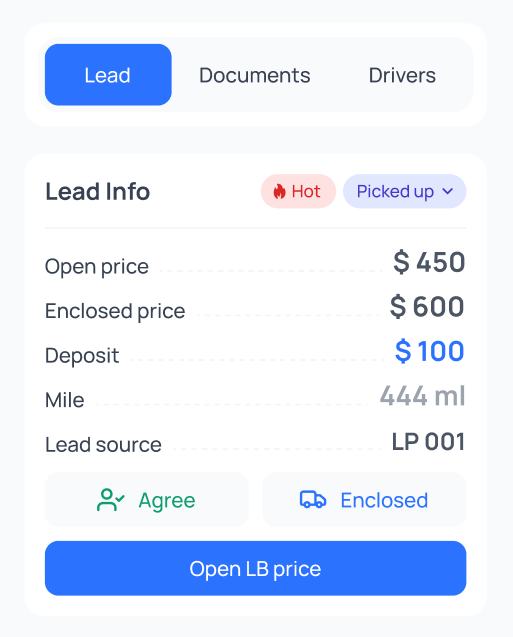 Lead Documents Drivers
Lead Info Hot Picked up
Open price $ 450
Enclosed price $ 600
Deposit $ 100
Mile 444 ml
Lead source LP 001
Agree Enclosed
Open LB price